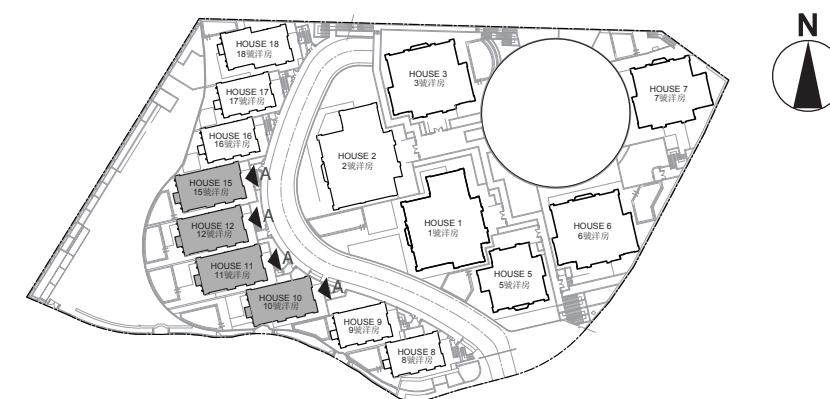 N
HOUSE 18
18號洋房
HOUSE 3
3號洋房
HOUSE 17
17號洋房
HOUSE 7
7號洋房
HOUSE 16
16號洋房
HOUSE 2
2號洋房
HOUSE 15
15號洋房
A
HOUSE 12
12號洋房
A
HOUSE 1
1號洋房
HOUSE 6
6號洋房
HOUSE 11
11號洋房
A
HOUSE 5
5號洋房
HOUSE 10
10號洋房
A
HOUSE 9
9號洋房
HOUSE 8
8號洋房